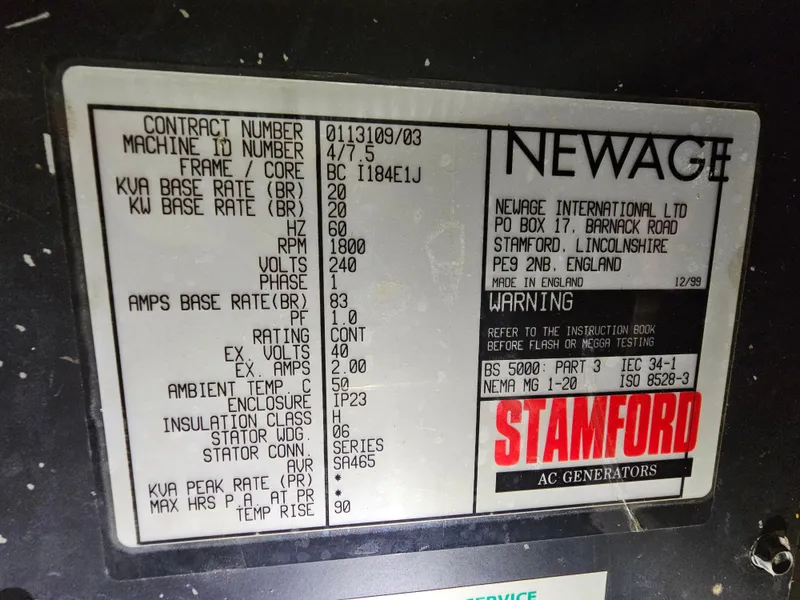 CONTRACT NUMBER 0113109/03
MACHINE ID NUMBER 4/7.5
FRAME / CORE BC I184E1J
KVA BASE RATE (BR) 20
KW BASE RATE (BR) 20
HZ 60
RPM 1800
VOLTS 240
PHASE 1
AMPS BASE RATE(BR) 83
PF 1.0
RATING CONT
EX. VOLTS 40
EX. AMPS 2.00
AMBIENT TEMP. C 50
ENCLOSURE IP23
INSULATION CLASS H
STATOR WDG. 06
STATOR CONN. SERIES
AVR SA465
KVA PEAK RATE (PR) *
MAX HRS P.A. AT PR *
TEMP RISE 90
NEWAGE
NEWAGE INTERNATIONAL LTD
PO BOX 17, BARNACK ROAD
STAMFORD, LINCOLNSHIRE
PE9 2NB, ENGLAND
MADE IN ENGLAND 12/99
WARNING
REFER TO THE INSTRUCTION BOOK
BEFORE FLASH OR MEGGA TESTING
BS 5000: PART 3 IEC 34-1
NEMA MG 1-20 ISO 8528-3
STAMFORD
AC GENERATORS
SERVICE